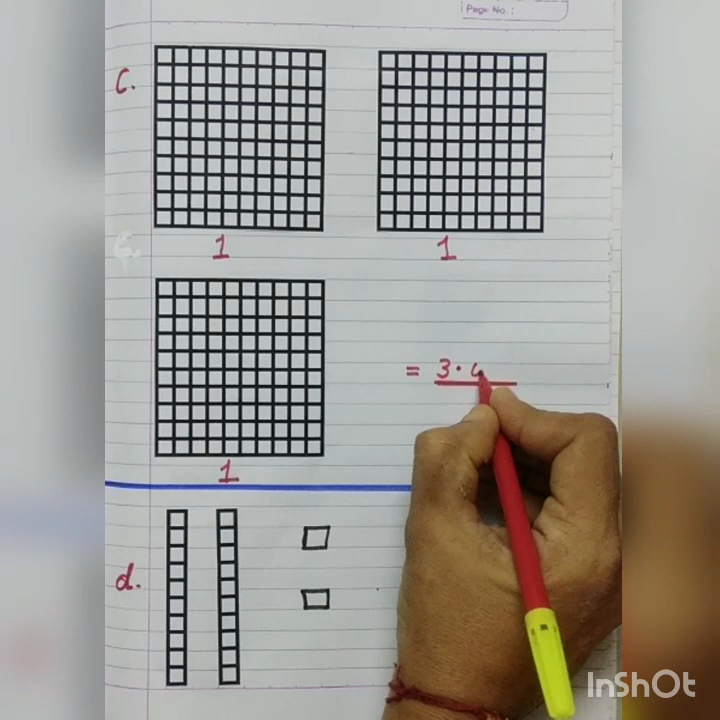 Page No. :
c.
1 1
= 3.
1
d.
InShOt